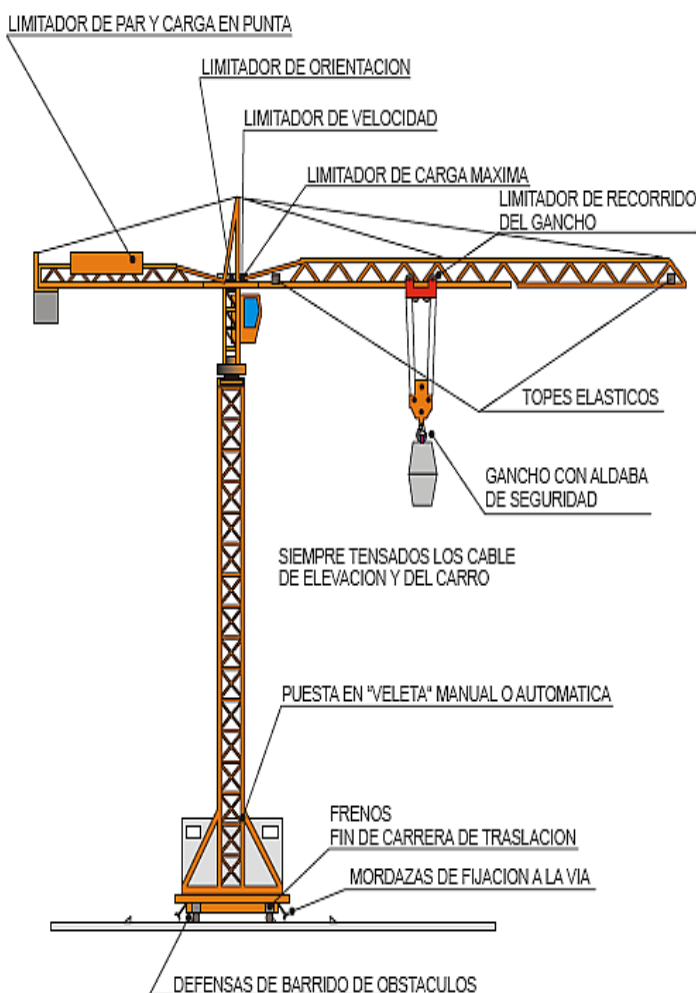 LIMITADOR DE PAR Y CARGA EN PUNTA
LIMITADOR DE ORIENTACION
LIMITADOR DE VELOCIDAD
LIMITADOR DE CARGA MAXIMA
LIMITADOR DE RECORRIDO
DEL GANCHO
TOPES ELASTICOS
GANCHO CON ALDABA
DE SEGURIDAD
SIEMPRE TENSADOS LOS CABLE
DE ELEVACION Y DEL CARRO
PUESTA EN "VELETA" MANUAL O AUTOMATICA
FRENOS
FIN DE CARRERA DE TRASLACION
MORDAZAS DE FIJACION A LA VIA
DEFENSAS DE BARRIDO DE OBSTACULOS